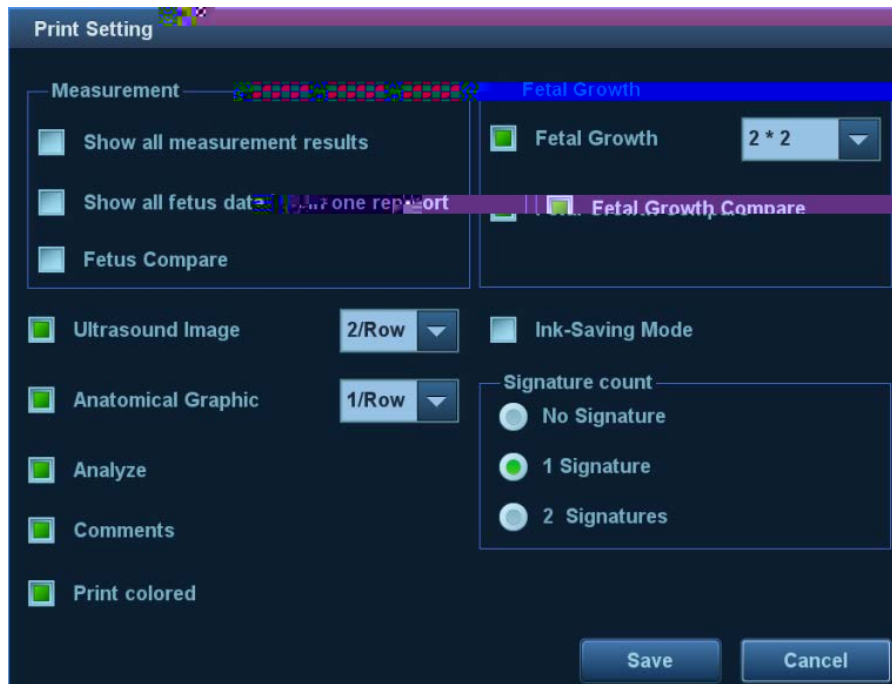 Print Setting
Measurement
Show all measurement results
Show all fetus data one
Fetus Compare
Fetal Growth
Fetal Growth
2 * 2
Fetal Growth Compare
Ultrasound Image
2/Row
Anatomical Graphic
1/Row
Analyze
Comments
Print colored
Ink-Saving Mode
Signature count
No Signature
1 Signature
2 Signatures
Save
Cancel